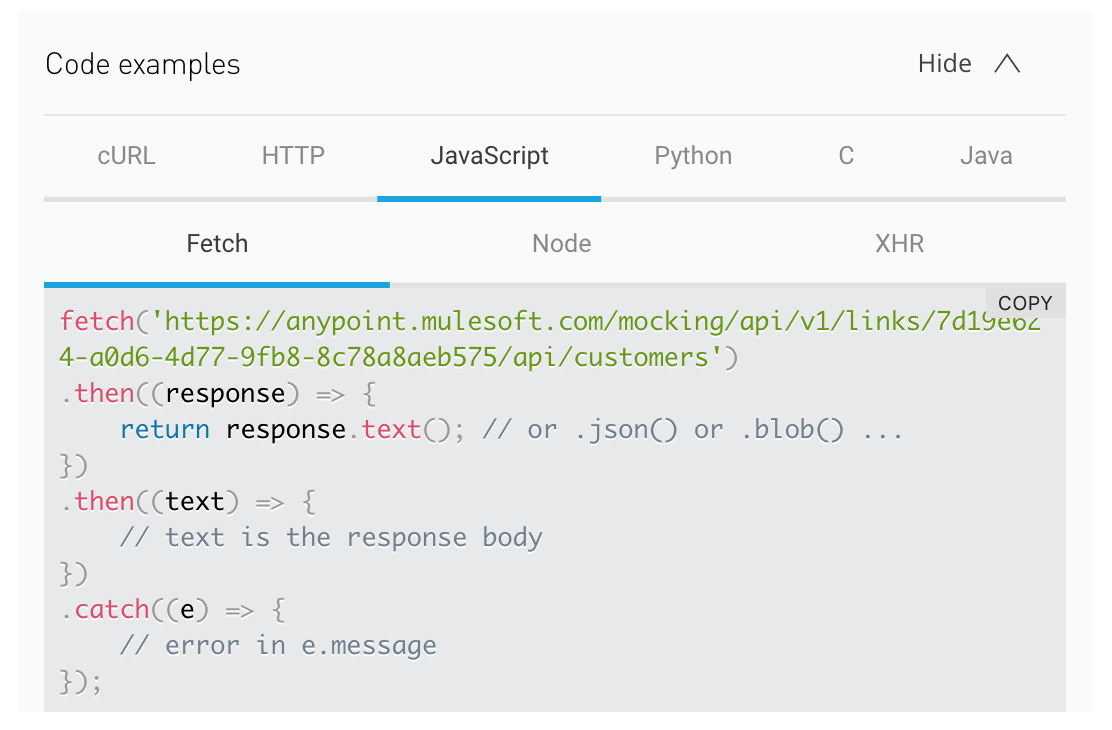 Code examples
Hide
cURL HTTP JavaScript Python C Java
Fetch Node XHR
COPY
fetch('https://anypoint.mulesoft.com/mocking/api/v1/links/7d19e62
4-a0d6-4d77-9fb8-8c78a8aeb575/api/customers')
.then((response) => {
    return response.text(); // or .json() or .blob() ...
})
.then((text) => {
    // text is the response body
})
.catch((e) => {
    // error in e.message
});